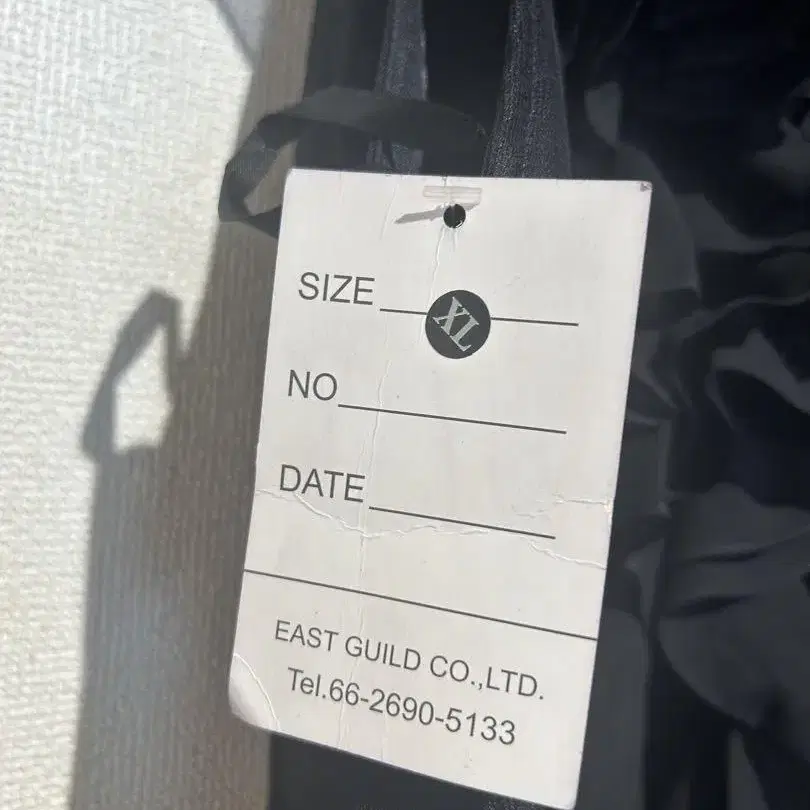 SIZE XL
NO
DATE
EAST GUILD CO.,LTD.
Tel.66-2690-5133